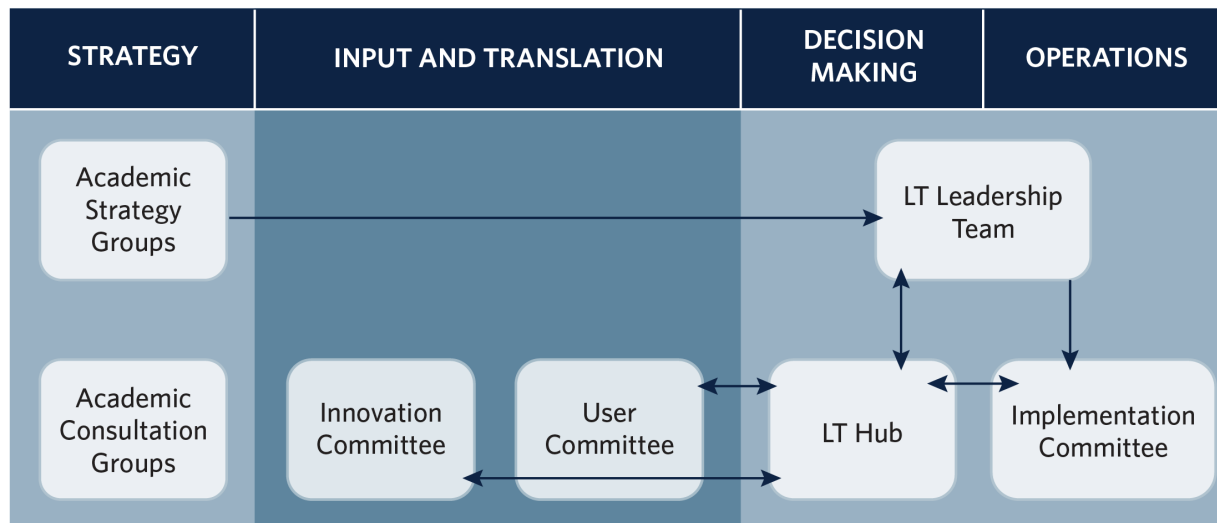 STRATEGY
INPUT AND TRANSLATION
DECISION
MAKING
OPERATIONS
Academic
Strategy
Groups
LT Leadership
Team
Academic
Consultation
Groups
Innovation
Committee
User
Committee
LT Hub
Implementation
Committee